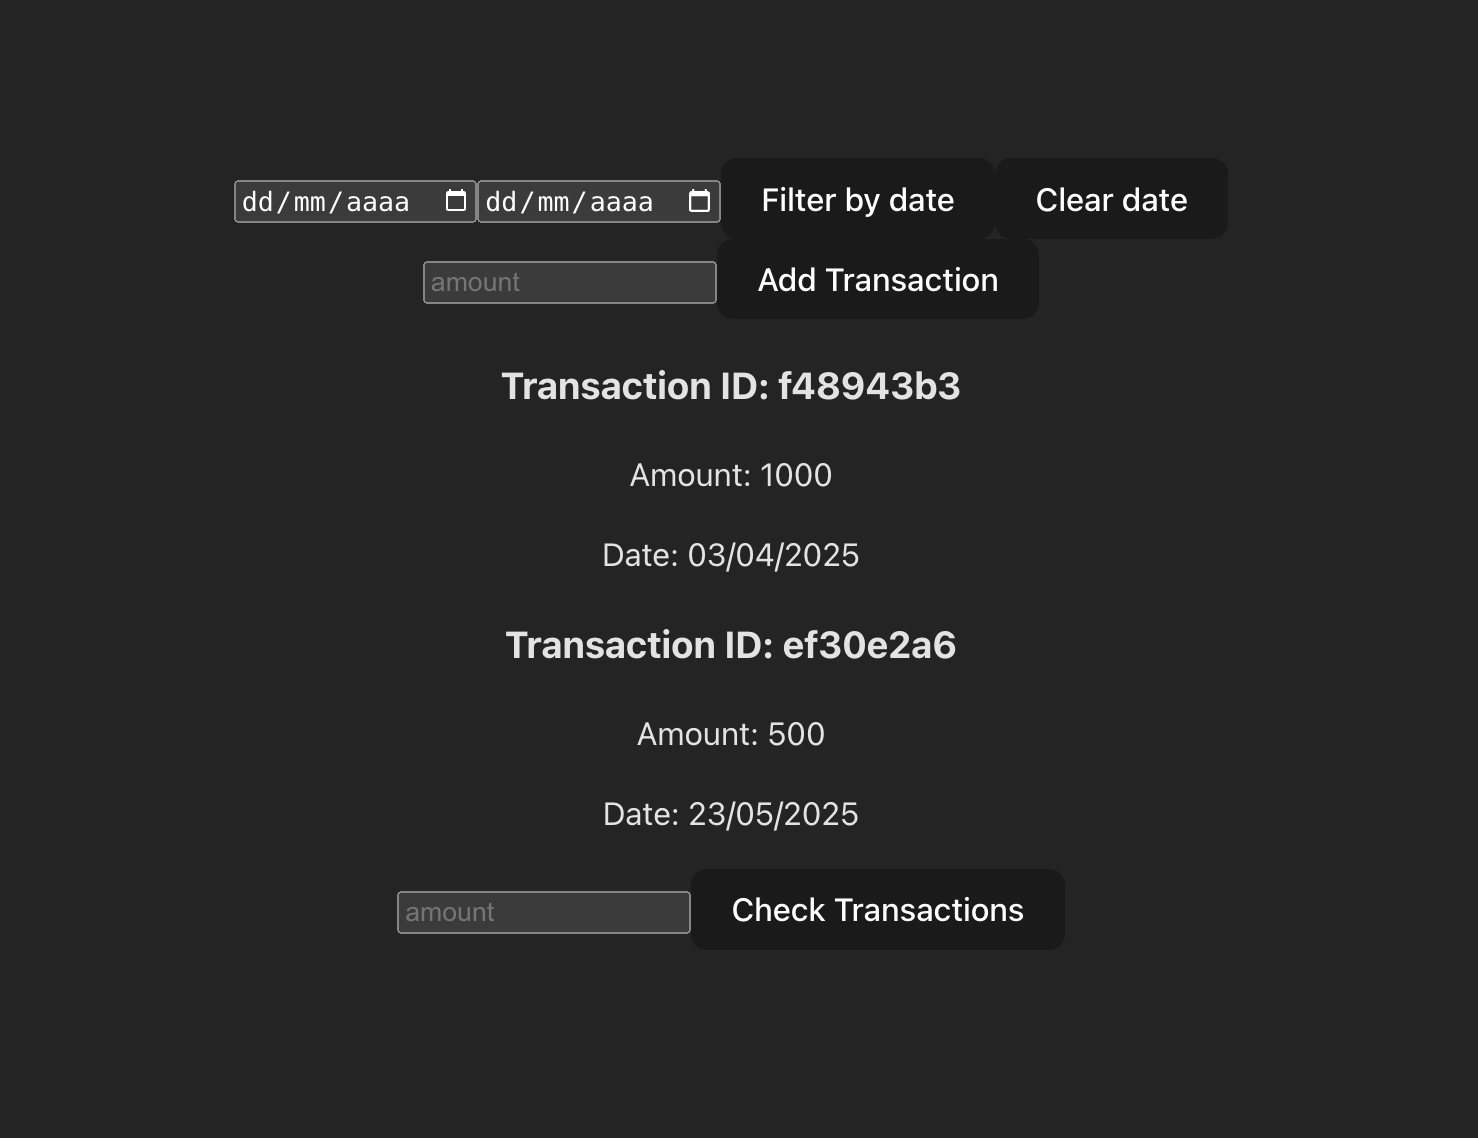 dd/mm/aaaa dd/mm/aaaa Filter by date Clear date
amount Add Transaction
Transaction ID: f48943b3
Amount: 1000
Date: 03/04/2025
Transaction ID: ef30e2a6
Amount: 500
Date: 23/05/2025
amount Check Transactions